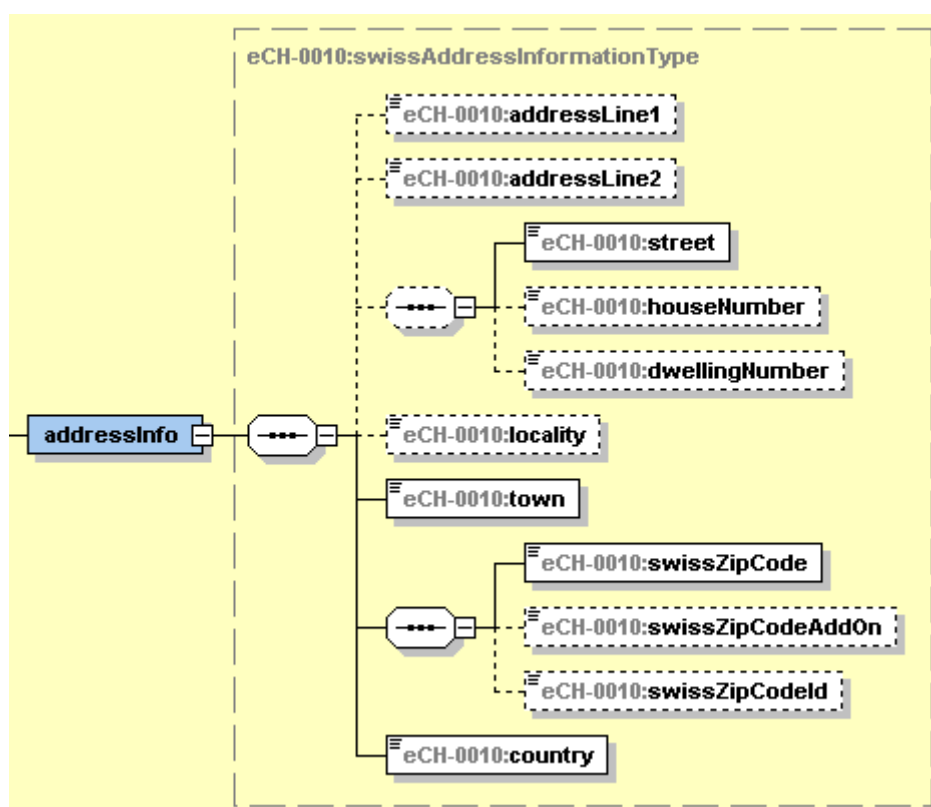 eCH-0010:swissAddressInformationType
eCH-0010:addressLine1
eCH-0010:addressLine2
eCH-0010:street
eCH-0010:houseNumber
eCH-0010:dwellingNumber
addressInfo
eCH-0010:locality
eCH-0010:town
eCH-0010:swissZipCode
eCH-0010:swissZipCodeAddOn
eCH-0010:swissZipCodeId
eCH-0010:country